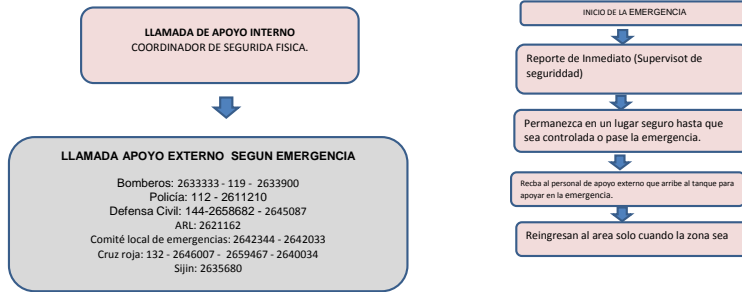 LLAMADA DE APOYO INTERNO
COORDINADOR DE SEGURIDA FISICA.
LLAMADA APOYO EXTERNO SEGUN EMERGENCIA
Bomberos: 2633333 - 119 - 2633900
Policía: 112 - 2611210
Defensa Civil: 144-2658682 - 2645087
ARL: 2621162
Comité local de emergencias: 2642344 - 2642033
Cruz roja: 132 - 2646007 - 2659467 - 2640034
Sijin: 2635680
INICIO DE LA EMERGENCIA
Reporte de Inmediato (Supervisot de
seguriddad)
Permanezca en un lugar seguro hasta que
sea controlada o pase la emergencia.
Recba al personal de apoyo externo que arribe al tanque para
apoyar en la emergencia.
Reingresan al area solo cuando la zona sea